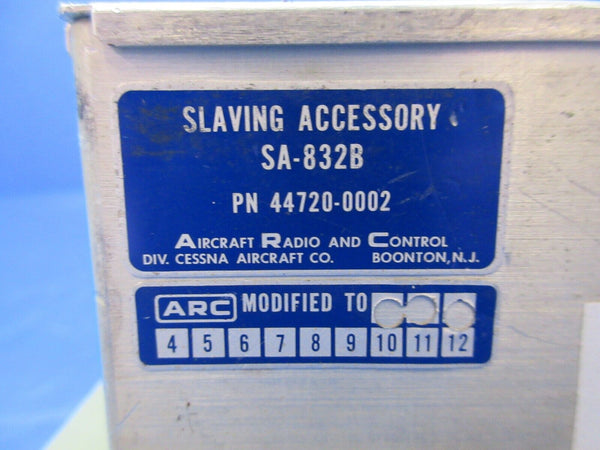 SLAVING ACCESSORY
SA-832B
PN 44720-0002
AIRCRAFT RADIO AND CONTROL
DIV. CESSNA AIRCRAFT CO. BOONTON, N.J.
ARC MODIFIED TO
4 5 6 7 8 9 10 11 12